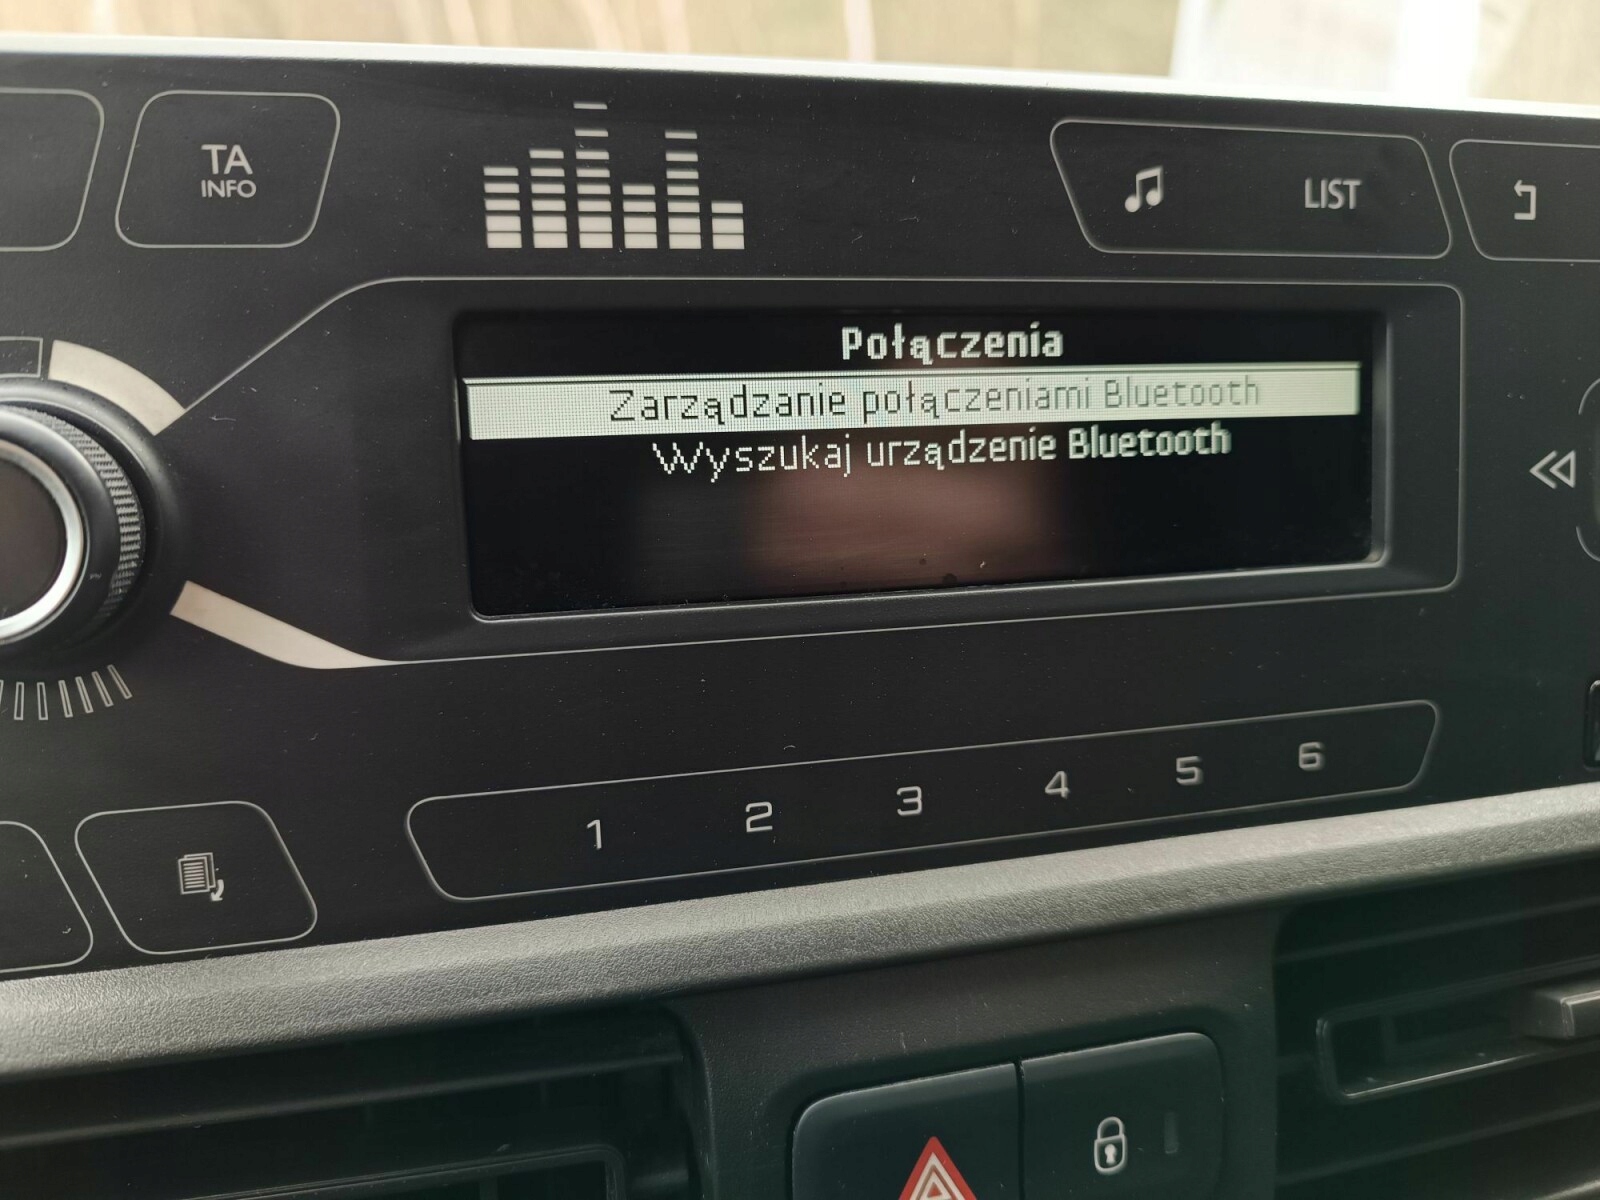 TA
INFO
LIST
Połączenia
Zarządzanie połączeniami Bluetooth
Wyszukaj urządzenie Bluetooth
1 2 3 4 5 6